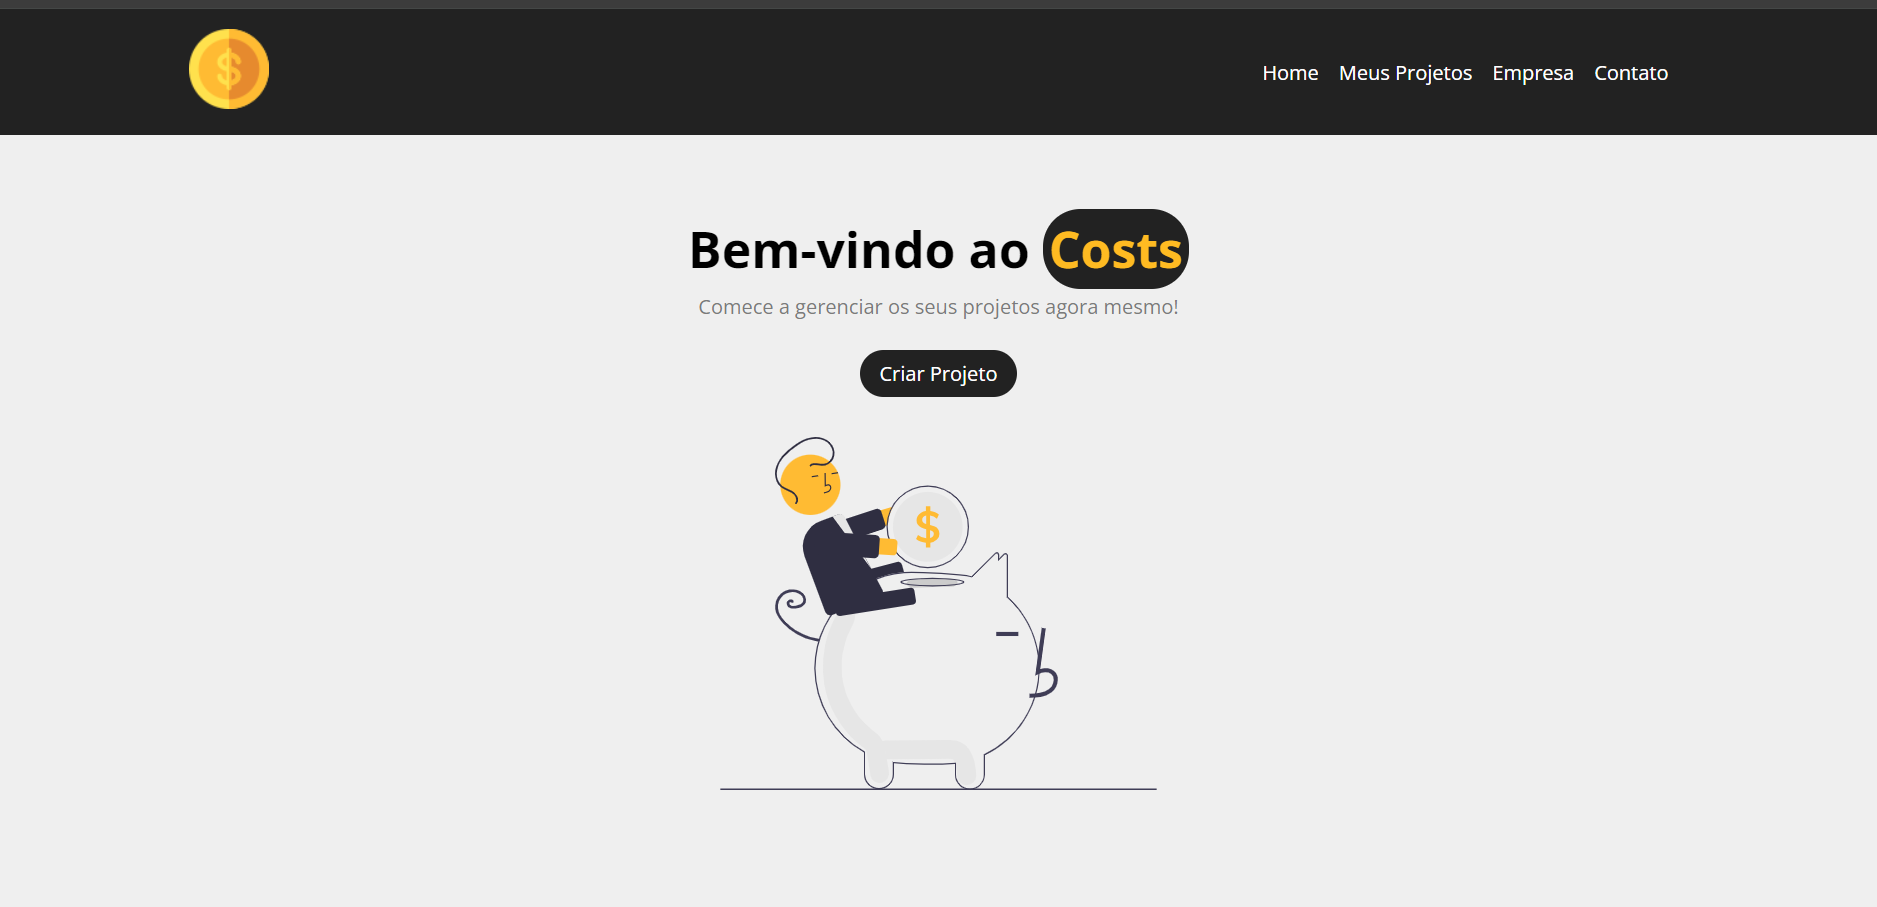 $
Home Meus Projetos Empresa Contato
Bem-vindo ao Costs
Comece a gerenciar os seus projetos agora mesmo!
Criar Projeto
$